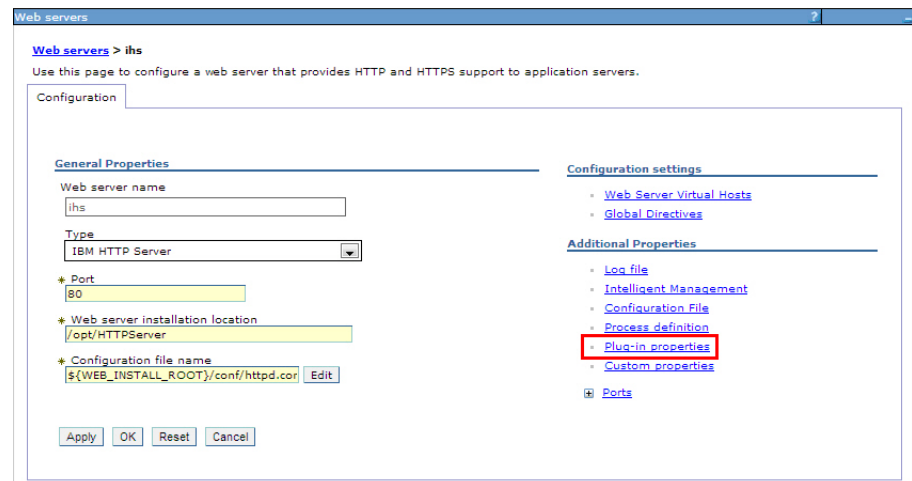 Web servers ? _
Web servers > ihs
Use this page to configure a web server that provides HTTP and HTTPS support to application servers.
Configuration
General Properties
Web server name
ihs
Type
IBM HTTP Server
* Port
80
* Web server installation location
/opt/HTTPServer
* Configuration file name
${WEB_INSTALL_ROOT}/conf/httpd.cor Edit
Apply OK Reset Cancel
Configuration settings
Web Server Virtual Hosts
Global Directives
Additional Properties
Log file
Intelligent Management
Configuration File
Process definition
Plug-in properties
Custom properties
+ Ports